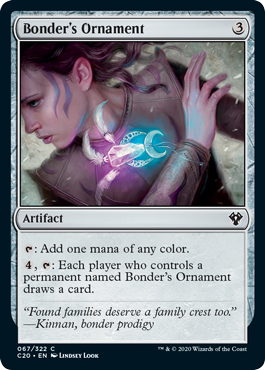 Bonder's Ornament 3
Artifact
: Add one mana of any color.
4, : Each player who controls a
permanent named Bonder's Ornament
draws a card.
"Found families deserve a family crest too."
—Kinnan, bonder prodigy
067/322 C
C20 • EN LINDSEY LOOK
™ & © 2020 Wizards of the Coast